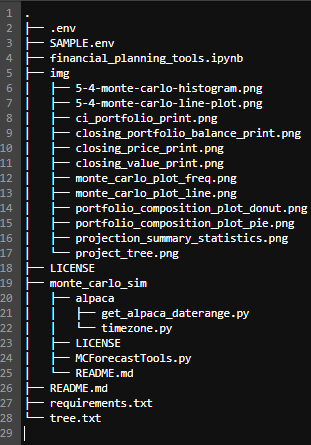 1 .
2 ├── .env
3 ├── SAMPLE.env
4 ├── financial_planning_tools.ipynb
5 ├── img
6 │   ├── 5-4-monte-carlo-histogram.png
7 │   ├── 5-4-monte-carlo-line-plot.png
8 │   ├── ci_portfolio_print.png
9 │   ├── closing_portfolio_balance_print.png
10 │   ├── closing_price_print.png
11 │   ├── closing_value_print.png
12 │   ├── monte_carlo_plot_freq.png
13 │   ├── monte_carlo_plot_line.png
14 │   ├── portfolio_composition_plot_donut.png
15 │   ├── portfolio_composition_plot_pie.png
16 │   ├── projection_summary_statistics.png
17 │   └── project_tree.png
18 ├── LICENSE
19 ├── monte_carlo_sim
20 │   ├── alpaca
21 │   │   ├── get_alpaca_daterange.py
22 │   │   └── timezone.py
23 │   ├── LICENSE
24 │   ├── MCForecastTools.py
25 │   └── README.md
26 ├── README.md
27 ├── requirements.txt
28 └── tree.txt
29